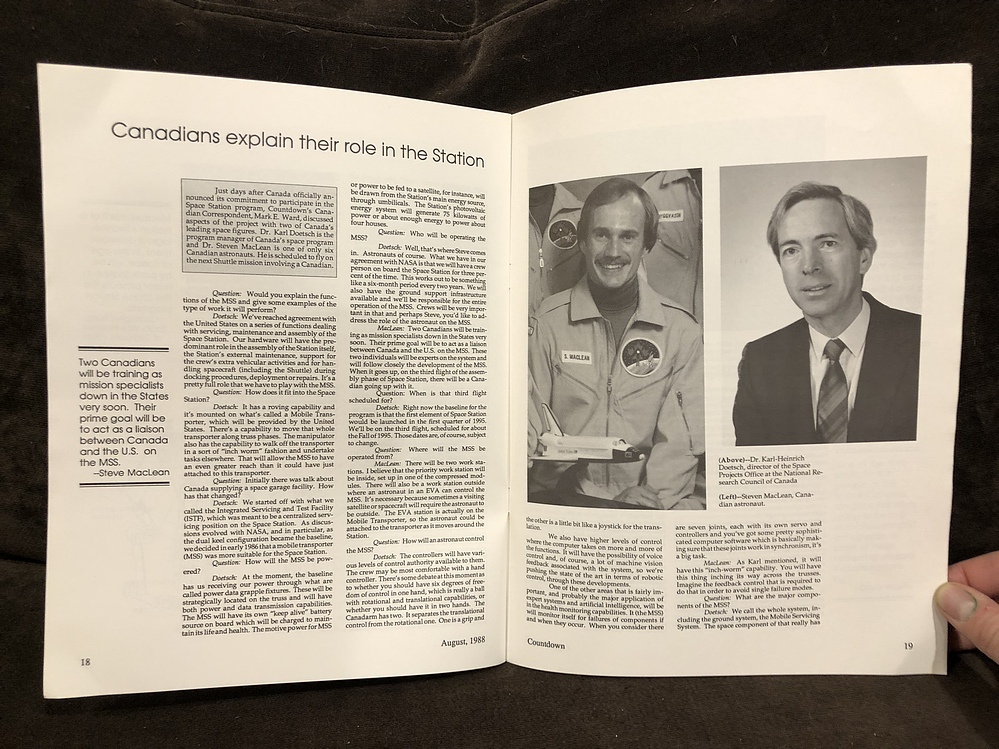 Canadians explain their role in the Station
Just days after Canada officially an-
nounced its commitment to participate in the
Space Station program, Countdown's Cana-
dian Correspondent, Mark E. Ward, discussed
aspects of the project with two of Canada's
leading space figures. Dr. Karl Doetsch is the
program manager of Canada's space program
and Dr. Steven MacLean is one of only six
Canadian astronauts. He is scheduled to fly on
the next Shuttle mission involving a Canadian.
Question: Would you explain the func-
tions of the MSS and give some examples of the
type of work it will perform?
Doetsch: We've reached agreement with
the United States on a series of functions dealing
with servicing, maintenance and assembly of the
Space Station. Our hardware will have the pre-
dominant role in the assembly of the Station itself,
the Station's external maintenance, support for
the crew's extra vehicular activities and for han-
dling spacecraft (including the Shuttle) during
docking procedures, deployment or repairs. It's a
pretty full role that we have to play with the MSS.
Question: How does it fit into the Space
Station?
Doetsch: It has a roving capability and
it's mounted on what's called a Mobile Trans-
porter, which will be provided by the United
States. There's a capability to move that whole
transporter along truss phases. The manipulator
also has the capability to walk off the transporter
in a sort of "inch worm" fashion and undertake
tasks elsewhere. That will allow the MSS to have
an even greater reach than it could have just
attached to this transporter.
Question: Initially there was talk about
Canada supplying a space garage facility. How
has that changed?
Doetsch: We started off with what we
called the Integrated Servicing and Test Facility
(ISTF), which was meant to be a centralized serv-
icing position on the Space Station. As discus-
sions evolved with NASA, and in particular, as
the dual keel configuration became the baseline,
we decided in early 1986 that a mobile transporter
(MSS) was more suitable for the Space Station.
Question: How will the MSS be pow-
ered?
Doetsch: At the moment, the baseline
has us receiving our power through what are
called power data grapple fixtures. These will be
strategically located on the truss and will have
both power and data transmission capabilities.
The MSS will have its own "keep alive" battery
source on board which will be charged to main-
tain its life and health. The motive power for MSS
Two Canadians
will be training as
mission specialists
down in the States
very soon. Their
prime goal will be
to act as a liaison
between Canada
and the U.S. on
the MSS.
–Steve MacLean
or power to be fed to a satellite, for instance, will
be drawn from the Station's main energy source,
through umbilicals. The Station's photovoltaic
energy system will generate 75 kilowatts of
power or about enough energy to power about
four houses.
Question: Who will be operating the
MSS?
Doetsch: Well, that's where Steve comes
in. Astronauts of course. What we have in our
agreement with NASA is that we will have a crew
person on board the Space Station for three per-
cent of the time. This works out to be something
like a six-month period every two years. We will
also have the ground support infrastructure
available and we'll be responsible for the entire
operation of the MSS. Crews will be very impor-
tant in that and perhaps Steve, you'd like to ad-
dress the role of the astronaut on the MSS.
MacLean: Two Canadians will be train-
ing as mission specialists down in the States very
soon. Their prime goal will be to act as a liaison
between Canada and the U.S. on the MSS. These
two individuals will be experts on the system and
will follow closely the development of the MSS.
When it goes up, on the third flight of the assem-
bly phase of Space Station, there will be a Cana-
dian going up with it.
Question: When is that third flight
scheduled for?
Doetsch: Right now the baseline for the
program is that the first element of Space Station
would be launched in the first quarter of 1995.
We'll be on the third flight, scheduled for about
the Fall of 1995. Those dates are, of course, subject
to change.
Question: Where will the MSS be
operated from?
MacLean: There will be two work sta-
tions. I believe that the priority work station will
be inside, set up in one of the compressed mod-
ules. There will also be a work station outside
where an astronaut in an EVA can control the
MSS. It's necessary because sometimes a visiting
satellite or spacecraft will require the astronaut to
be outside. The EVA station is actually on the
Mobile Transporter, so the astronaut could be
attached to the transporter as it moves around the
Station.
Question: How will an astronaut control
the MSS?
Doetsch: The controllers will have vari-
ous levels of control authority available to them.
The crew may be most comfortable with a hand
controller. There's some debate at this moment as
to whether you should have six degrees of free-
dom of control in one hand, which is really a ball
with rotational and translational capabilities, or
whether you should have it in two hands. The
Canadarm has two. It separates the translational
control from the rotational one. One is a grip and
18
August, 1988
S. MACLEAN
(Above)—Dr. Karl-Heinrich
Doetsch, director of the Space
Projects Office at the National Re-
search Council of Canada
(Left)—Steven MacLean, Cana-
dian astronaut.
the other is a little bit like a joystick for the trans-
lation.
We also have higher levels of control
where the computer taken on more and more of
the functions. It will have the possibility of voice
control and, of course, a lot of machine vision
feedback associated with the system, so we're
pushing the state of the art in terms of robotic
control, through these developments.
One of the other areas that is fairly im-
portant, and probably the major application of
expert systems and artificial intelligence, will be
in the health monitoring capabilities. It (the MSS)
will monitor itself for failures of components if
and when they occur. When you consider there
are seven joints, each with its own servo and
controllers and you've got some pretty sophisti-
cated computer software which is basically mak-
ing sure that these joints work in synchronism, it's
a big task.
MacLean: As Karl mentioned, it will
have this "inch-worm" capability. You will have
this thing inching its way across the trusses.
Imagine the feedback control that is required to
do that in order to avoid single failure modes.
Question: What are the major compo-
nents of the MSS?
Doetsch: We call the whole system, in-
cluding the ground system, the Mobile Servicing
System. The space component of that really has
Countdown
19